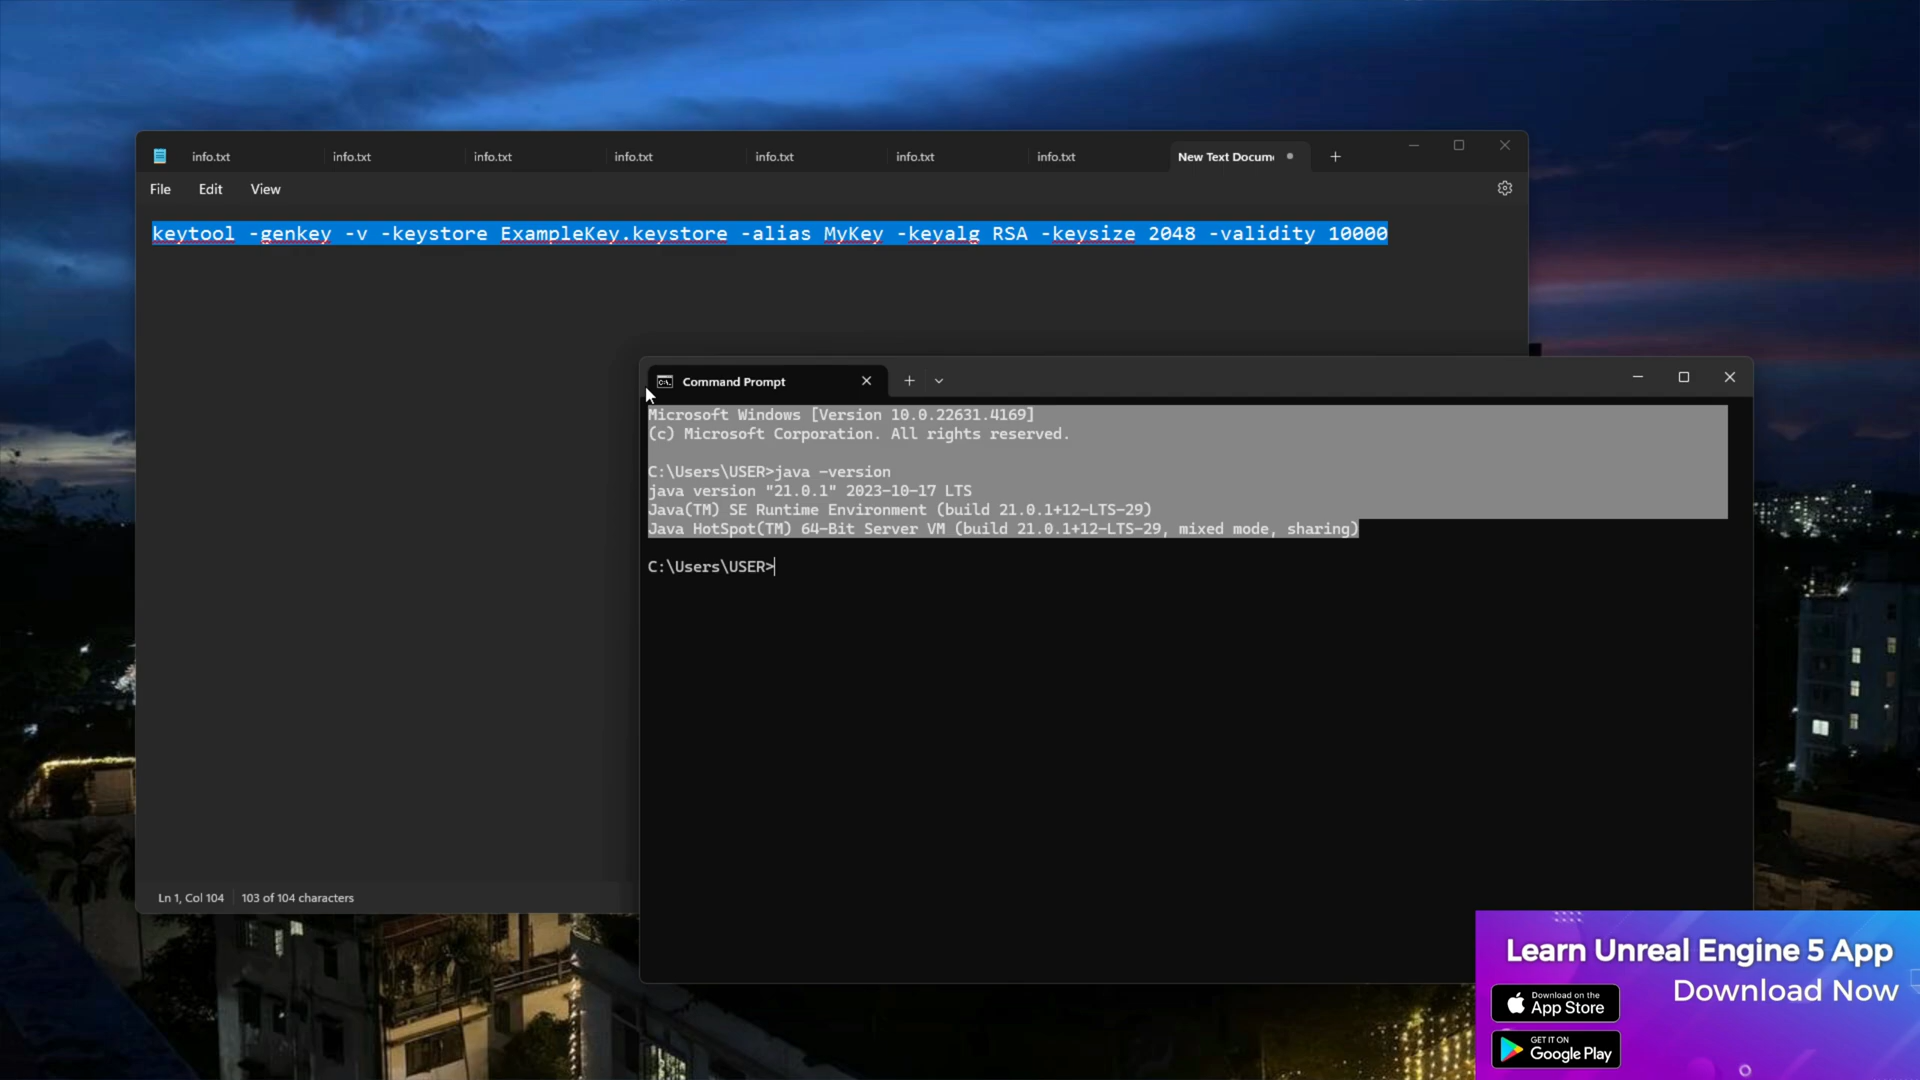 info.txt
info.txt
info.txt
info.txt
info.txt
info.txt
info.txt
New Text Docum
File Edit View
keytool -genkey -v -keystore ExampleKey.keystore -alias MyKey -keyalg RSA -keysize 2048 -validity 10000
Command Prompt
Microsoft Windows [Version 10.0.22631.4169]
(c) Microsoft Corporation. All rights reserved.
C:\Users\USER>java -version
java version "21.0.1" 2023-10-17 LTS
Java(TM) SE Runtime Environment (build 21.0.1+12-LTS-29)
Java HotSpot(TM) 64-Bit Server VM (build 21.0.1+12-LTS-29, mixed mode, sharing)
C:\Users\USER>
Ln 1, Col 104 103 of 104 characters
Learn Unreal Engine 5 App
Download Now
Download on the
App Store
GET IT ON
Google Play